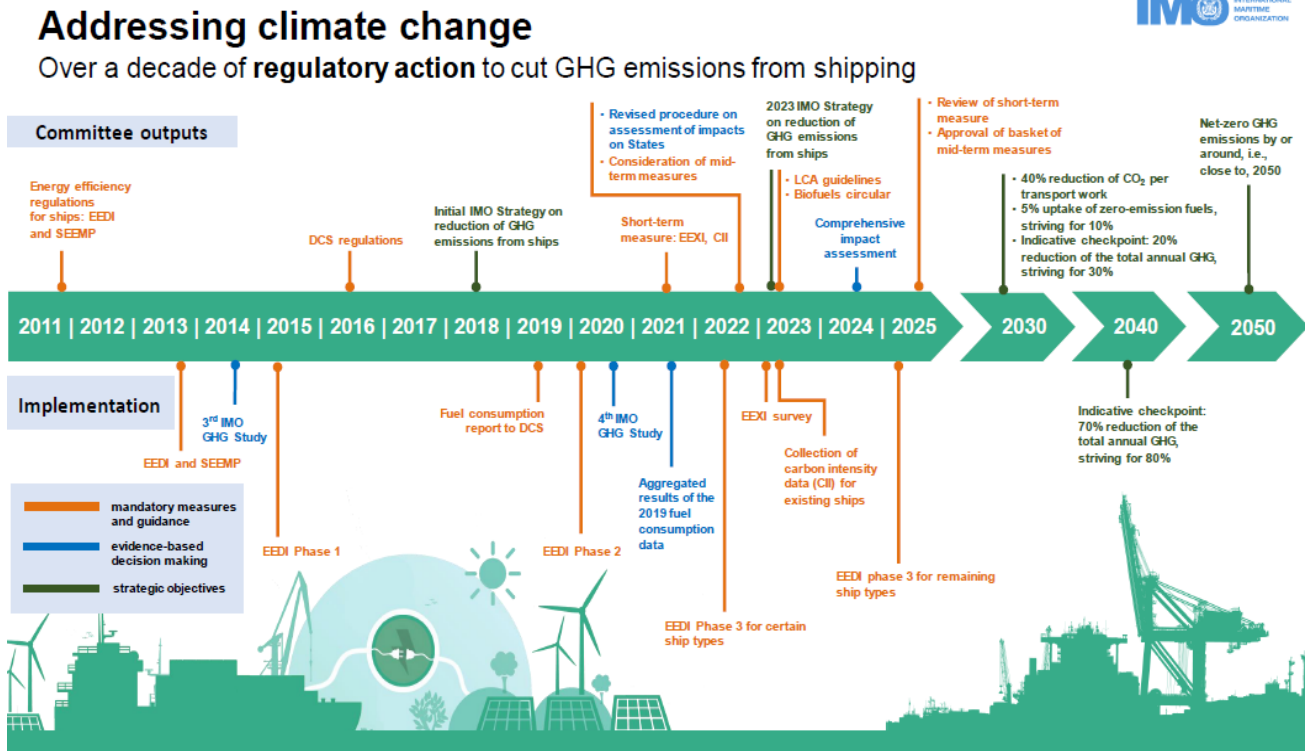 Addressing climate change
Over a decade of regulatory action to cut GHG emissions from shipping
IMO
MARITIME
ORGANIZATION
Committee outputs
Energy efficiency
regulations
for ships: EEDI
and SEEMP
DCS regulations
Initial IMO Strategy on
reduction of GHG
emissions from ships
• Revised procedure on
assessment of impacts
on States
• Consideration of mid-
term measures
Short-term
measure: EEXI, CII
2023 IMO Strategy
on reduction of
GHG emissions
from ships
• LCA guidelines
• Biofuels circular
Comprehensive
impact
assessment
• Review of short-term
measure
• Approval of basket of
mid-term measures
• 40% reduction of CO₂ per
transport work
• 5% uptake of zero-emission fuels,
striving for 10%
• Indicative checkpoint: 20%
reduction of the total annual GHG,
striving for 30%
Net-zero GHG
emissions by or
around, i.e.,
close to, 2050
2011 | 2012 | 2013 | 2014 | 2015 | 2016 | 2017 | 2018 | 2019 | 2020 | 2021 | 2022 | 2023 | 2024 | 2025 2030 2040 2050
Implementation
EEDI and SEEMP
3rd IMO
GHG Study
EEDI Phase 1
Fuel consumption
report to DCS
EEDI Phase 2
4th IMO
GHG Study
Aggregated
results of the
2019 fuel
consumption
data
EEDI Phase 3 for certain
ship types
EEXI survey
Collection of
carbon intensity
data (CII) for
existing ships
EEDI phase 3 for remaining
ship types
Indicative checkpoint:
70% reduction of the
total annual GHG,
striving for 80%
mandatory measures
and guidance
evidence-based
decision making
strategic objectives